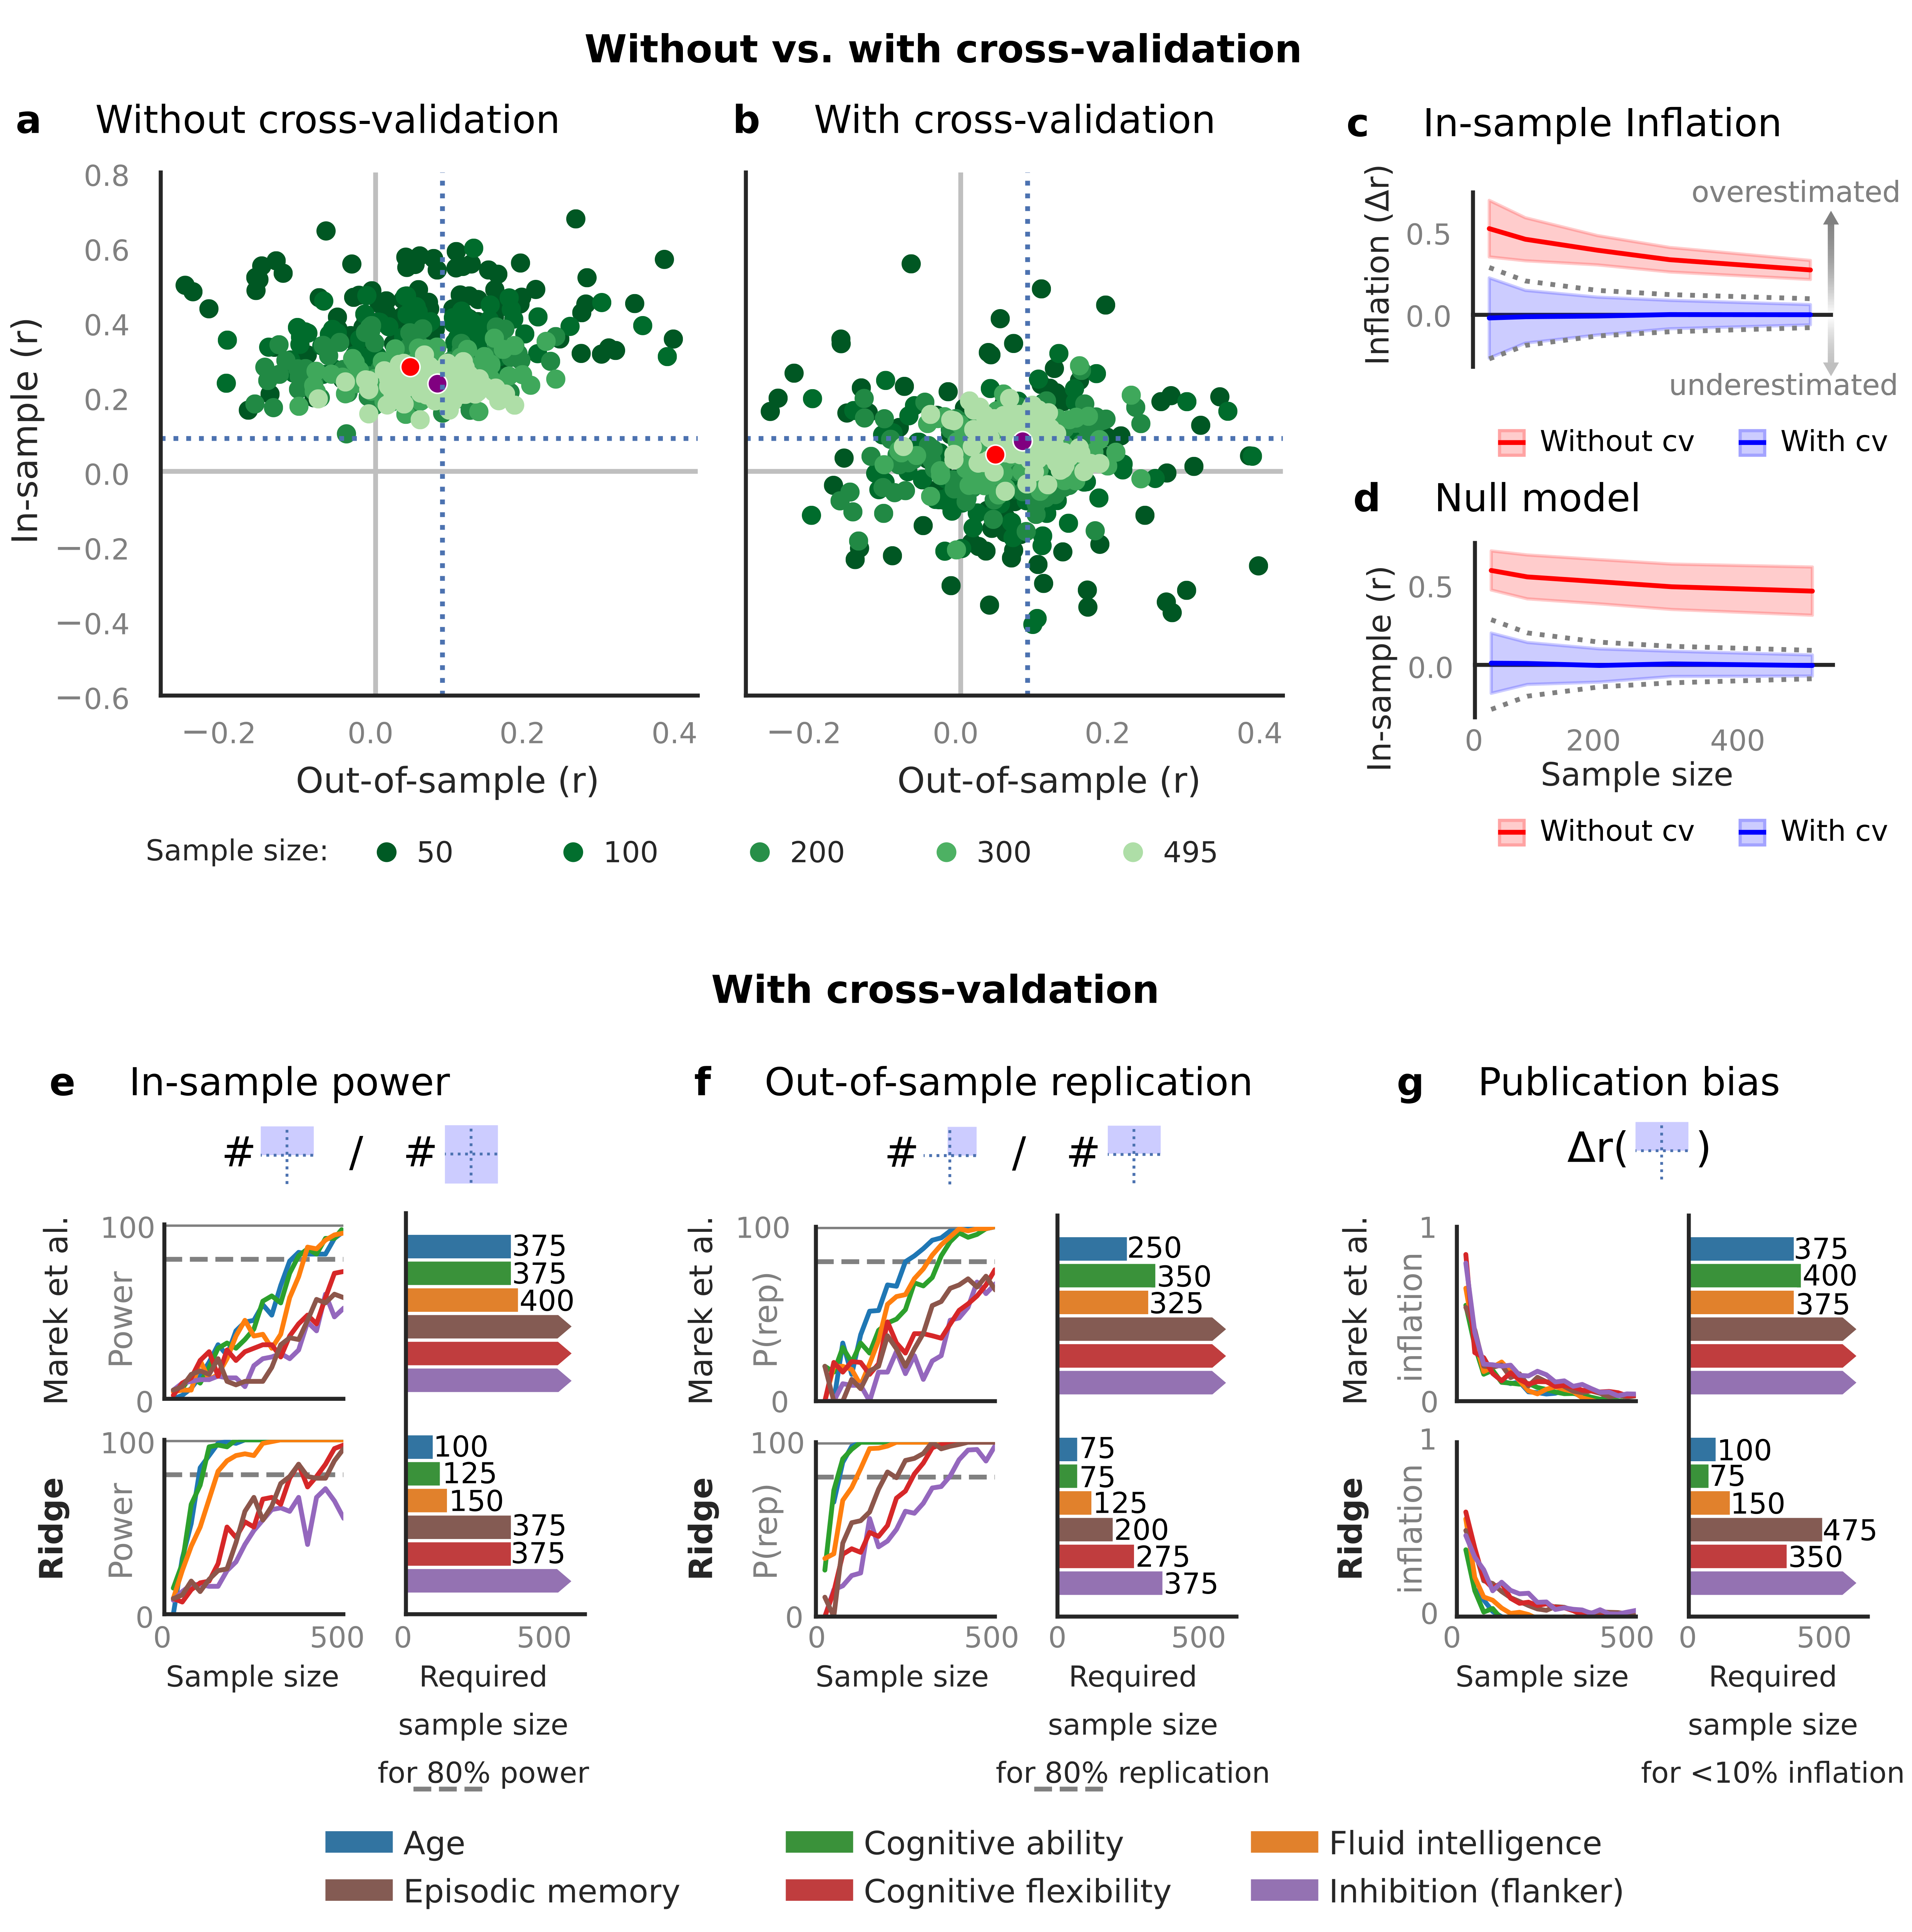 Without vs. with cross-validation
a Without cross-validation
0.8
0.6
0.4
0.2
0.0
−0.2
−0.4
−0.6
In-sample (r)
−0.2 0.0 0.2 0.4
Out-of-sample (r)
b With cross-validation
−0.2 0.0 0.2 0.4
Out-of-sample (r)
Sample size: 50 100 200 300 495
c In-sample Inflation
Inflation (Δr)
0.5
0.0
overestimated
underestimated
Without cv With cv
d Null model
In-sample (r)
0.5
0.0
0 200 400
Sample size
Without cv With cv
With cross-valdation
e In-sample power
# / #
Marek et al.
Power
100
0
375
375
400
Ridge
Power
100
0
100
125
150
375
375
0 500
Sample size
0 500
Required
sample size
for 80% power
f Out-of-sample replication
# / #
Marek et al.
P(rep)
100
0
250
350
325
Ridge
P(rep)
100
0
75
75
125
200
275
375
0 500
Sample size
0 500
Required
sample size
for 80% replication
g Publication bias
Δr( )
Marek et al.
inflation
1
0
375
400
375
Ridge
inflation
1
0
100
75
150
475
350
0 500
Sample size
0 500
Required
sample size
for <10% inflation
Age Cognitive ability Fluid intelligence
Episodic memory Cognitive flexibility Inhibition (flanker)